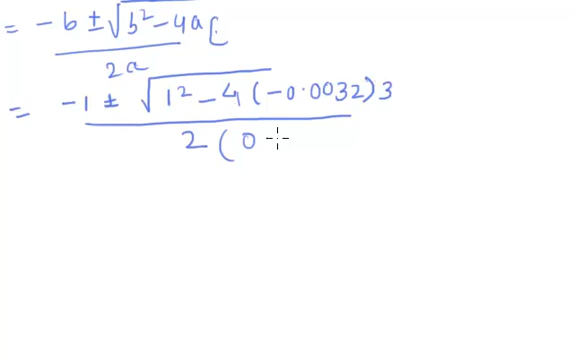 = -b ± √b² - 4ac
2a
= -1 ± √1² - 4(-0.0032)3
2(0